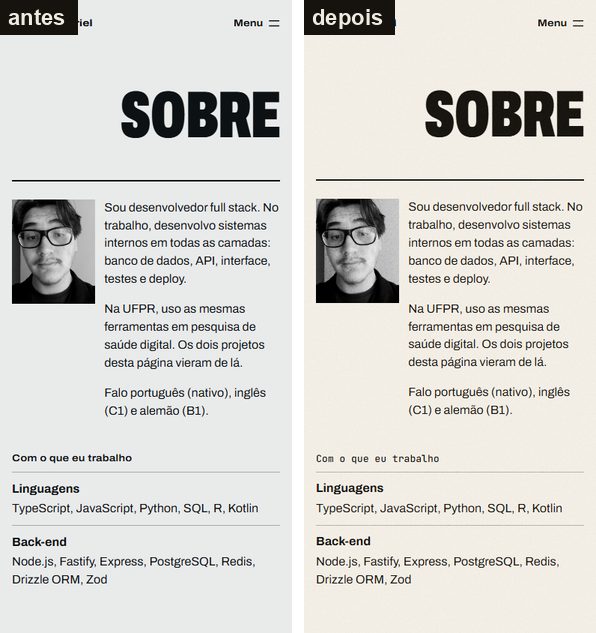 antes
Menu
SOBRE
Sou desenvolvedor full stack. No
trabalho, desenvolvo sistemas
internos em todas as camadas:
banco de dados, API, interface,
testes e deploy.
Na UFPR, uso as mesmas
ferramentas em pesquisa de
saúde digital. Os dois projetos
desta página vieram de lá.
Falo português (nativo), inglês
(C1) e alemão (B1).
Com o que eu trabalho
Linguagens
TypeScript, JavaScript, Python, SQL, R, Kotlin
Back-end
Node.js, Fastify, Express, PostgreSQL, Redis,
Drizzle ORM, Zod
depois
Menu
SOBRE
Sou desenvolvedor full stack. No
trabalho, desenvolvo sistemas
internos em todas as camadas:
banco de dados, API, interface,
testes e deploy.
Na UFPR, uso as mesmas
ferramentas em pesquisa de
saúde digital. Os dois projetos
desta página vieram de lá.
Falo português (nativo), inglês
(C1) e alemão (B1).
Com o que eu trabalho
Linguagens
TypeScript, JavaScript, Python, SQL, R, Kotlin
Back-end
Node.js, Fastify, Express, PostgreSQL, Redis,
Drizzle ORM, Zod